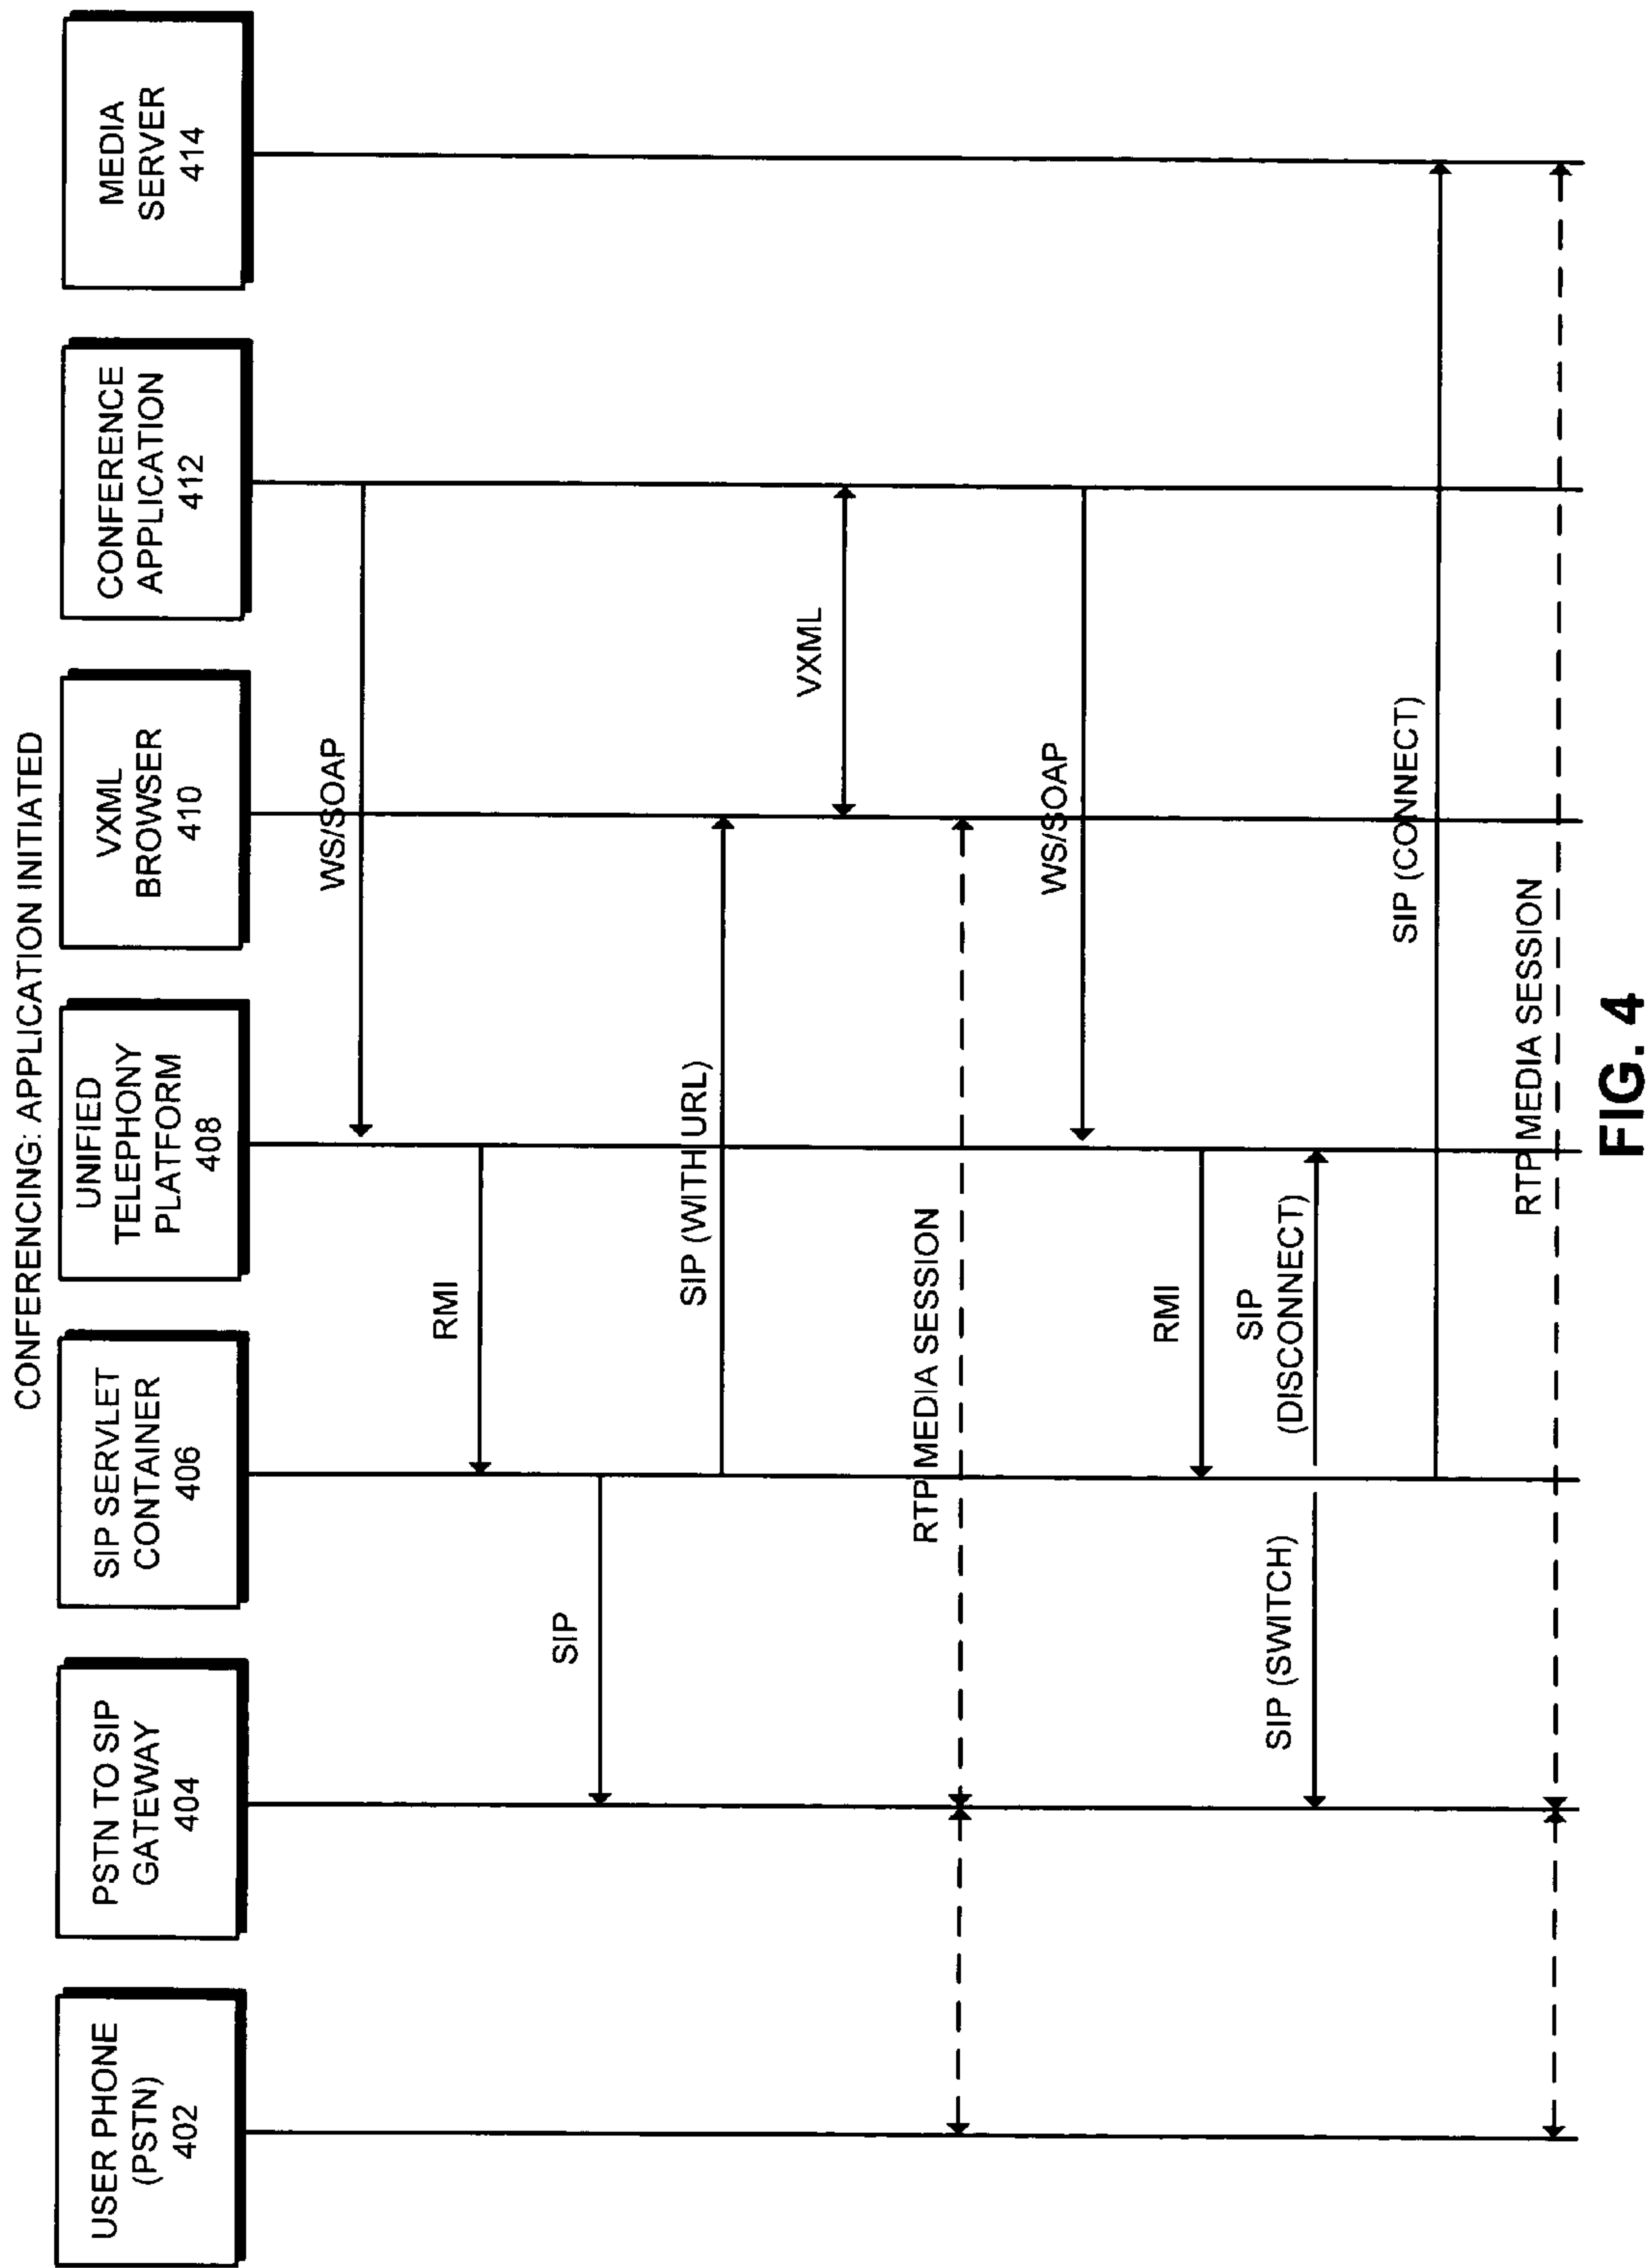 CONFERENCING: APPLICATION INITIATED
USER PHONE
(PSTN)
402
PSTN TO SIP
GATEWAY
404
SIP SERVLET
CONTAINER
406
UNIFIED
TELEPHONY
PLATFORM
408
VXML
BROWSER
410
CONFERENCE
APPLICATION
412
MEDIA
SERVER
414
WS/SOAP
RMI
SIP
SIP (WITH URL)
VXML
RTP MEDIA SESSION
WS/SOAP
RMI
SIP (SWITCH)
SIP
(DISCONNECT)
SIP (CONNECT)
RTP MEDIA SESSION
FIG. 4